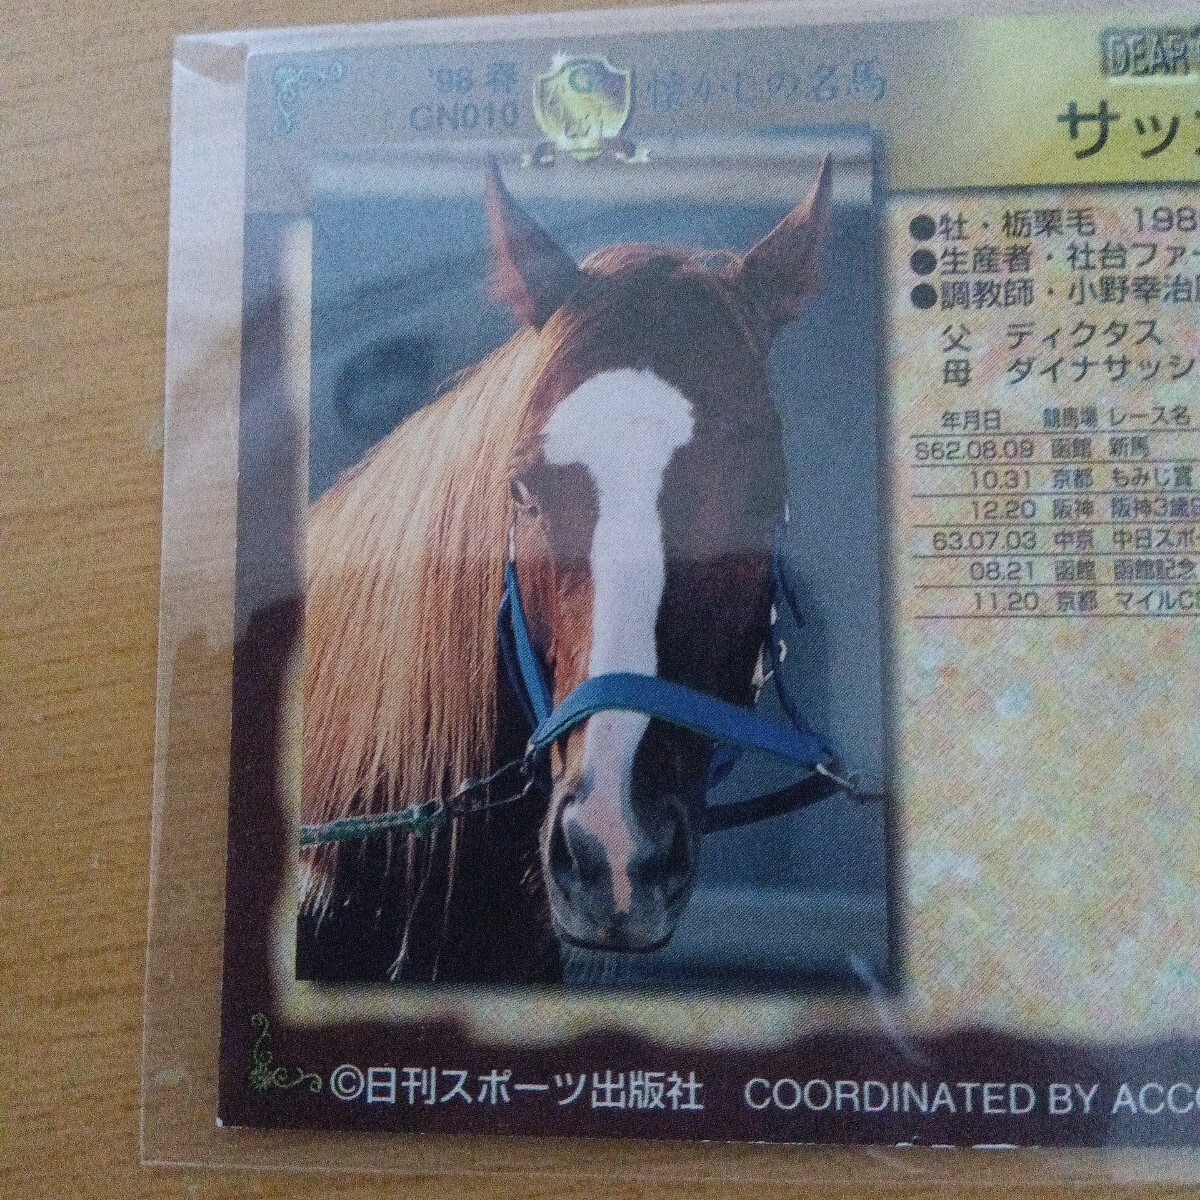 '98 春
GN010
G
懐かしの名馬
DEAR
サッ
●牡・栃栗毛 198
●生産者・社台ファー
●調教師・小野幸治
父 ディクタス
母 ダイナサッシ
年月日 競馬場 レース名
S62.08.09 函館 新馬
10.31 京都 もみじ賞
12.20 阪神 阪神3歳S
63.07.03 中京 中日スポー
08.21 函館 函館記念
11.20 京都 マイルCS
©日刊スポーツ出版社 COORDINATED BY ACCO